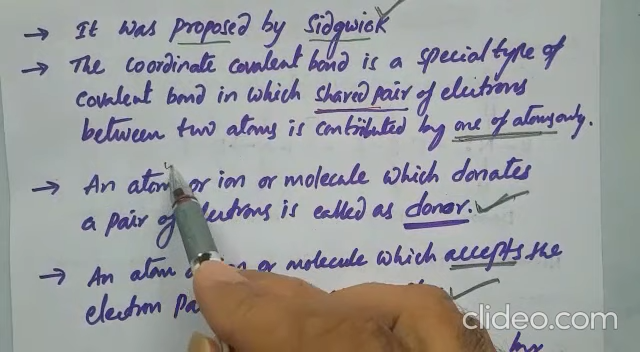 → It was proposed by Sidgwick
→ The coordinate covalent bond is a special type of
covalent bond in which shared pair of electrons
between two atoms is contributed by one of atoms only.
→ An atom or ion or molecule which donates
a pair of electrons is called as donor.
→ An atom or molecule which accepts the
electron
by
clideo.com